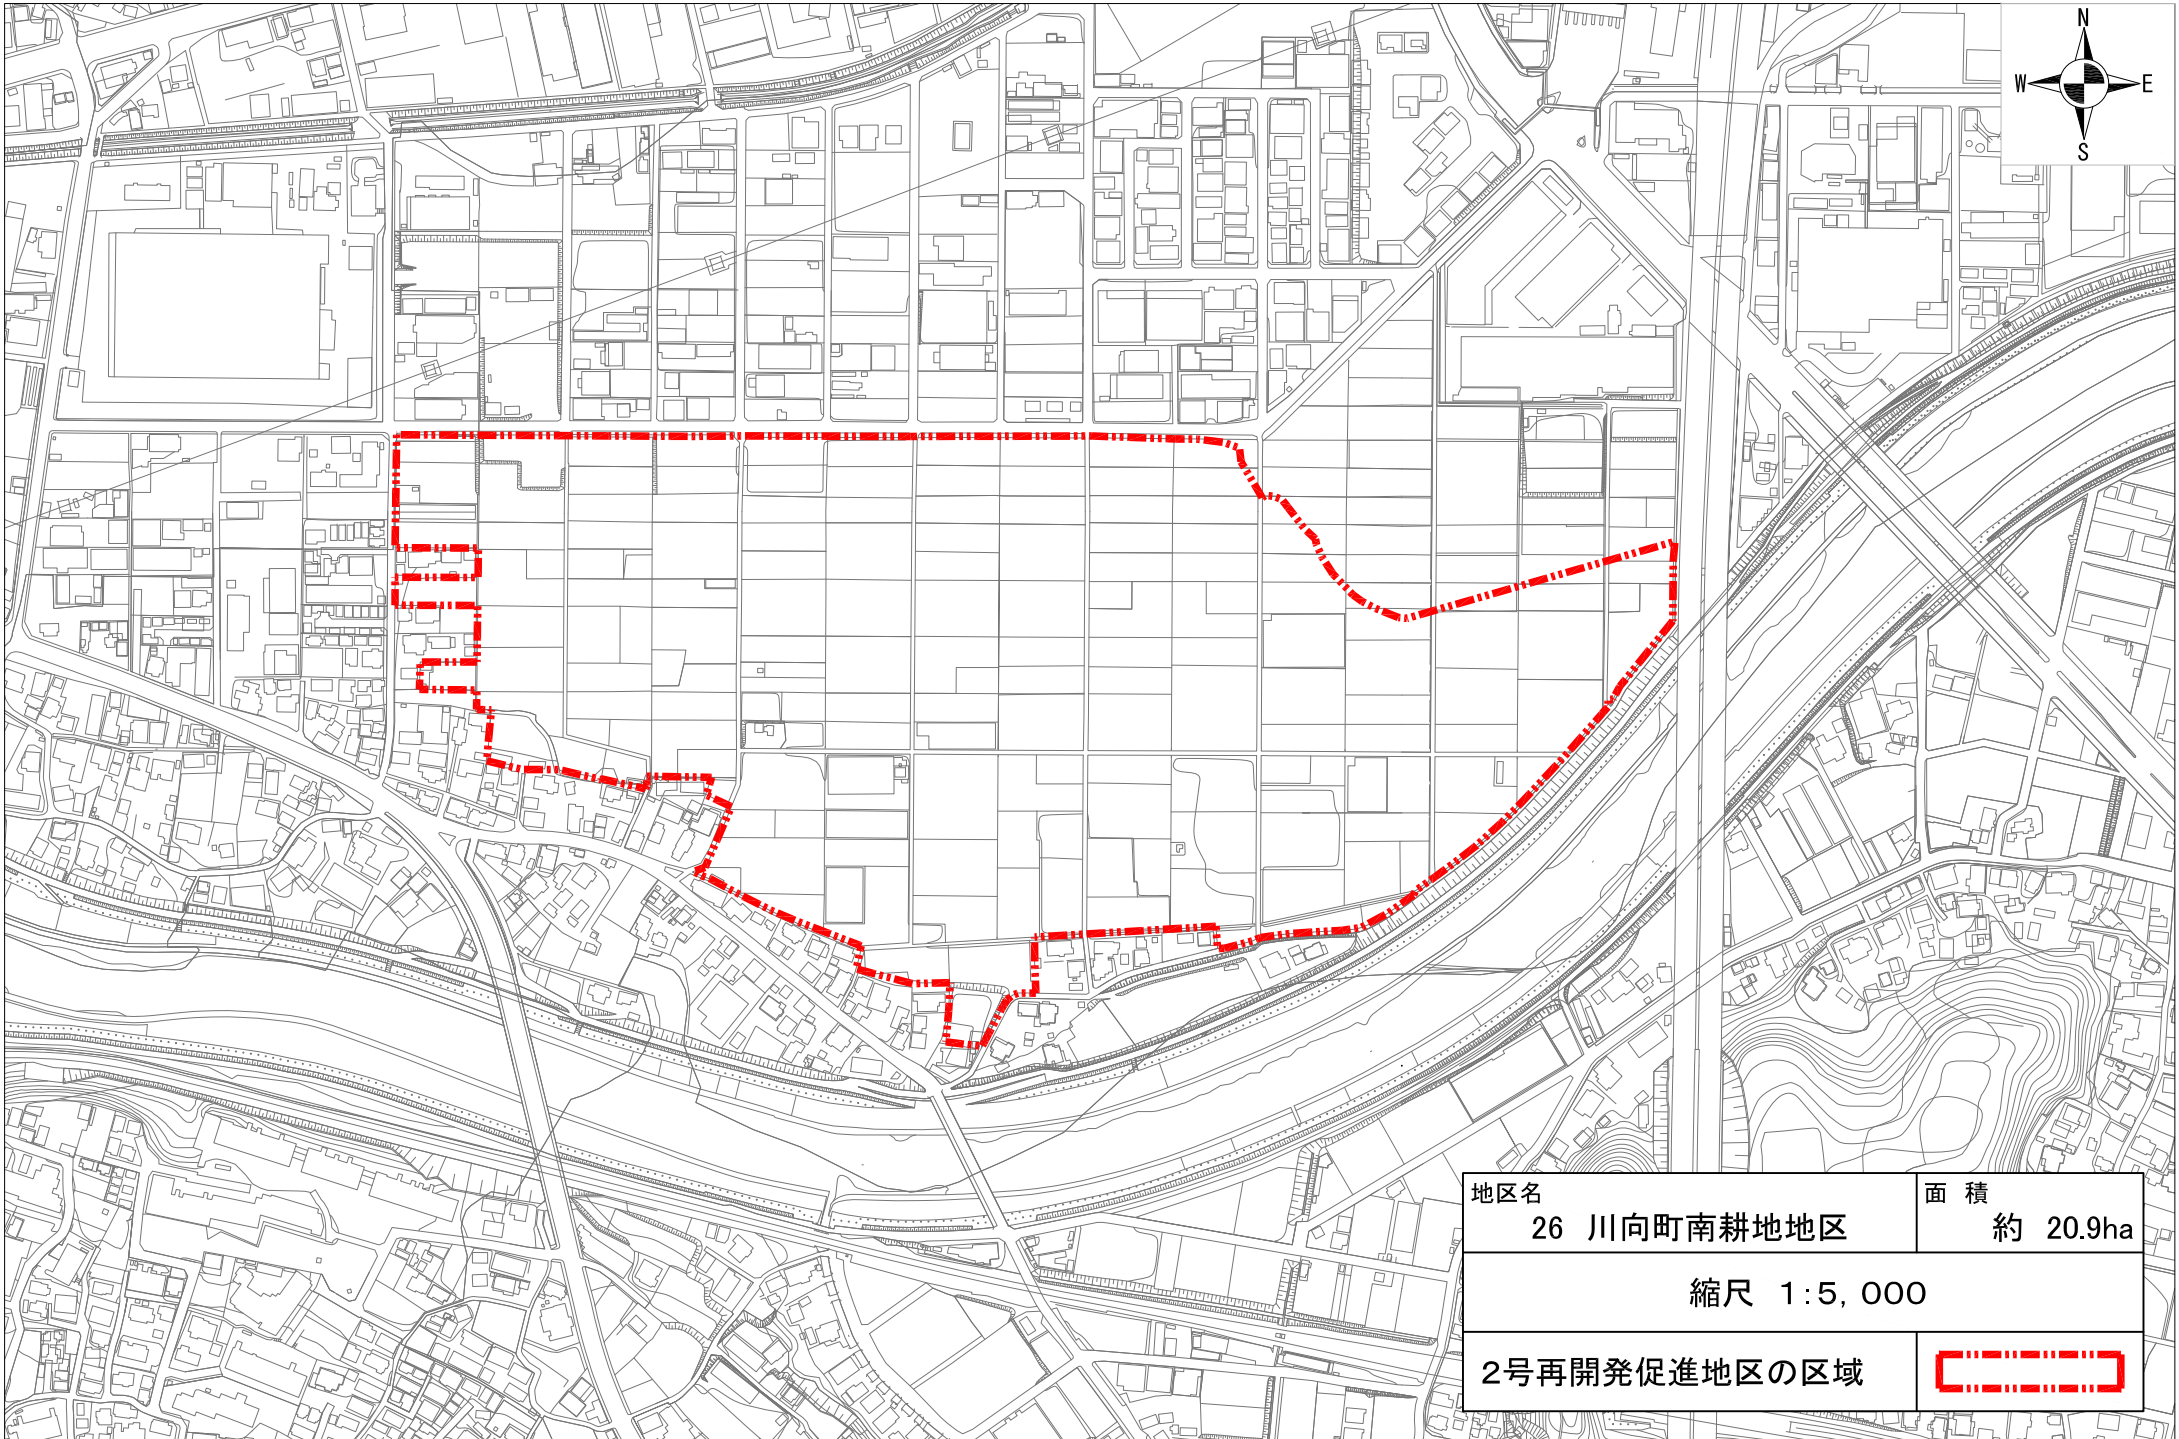 N
W E
S
地区名
26 川向町南耕地地区
面 積
約 20.9ha
縮尺 1:5,000
2号再開発促進地区の区域